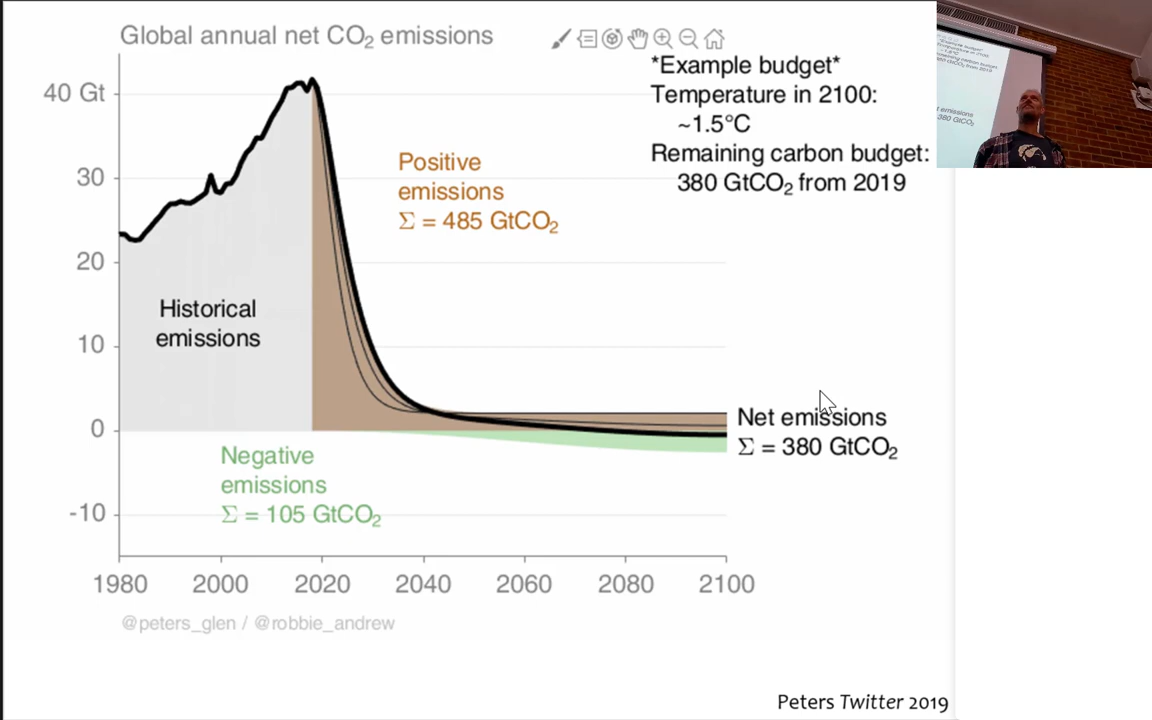 Global annual net CO₂ emissions
*Example budget*
Temperature in 2100:
~1.5°C
Remaining carbon budget:
380 GtCO₂ from 2019
40 Gt
30
20
10
0
-10
Positive
emissions
Σ = 485 GtCO₂
Historical
emissions
Net emissions
Σ = 380 GtCO₂
Negative
emissions
Σ = 105 GtCO₂
1980
2000
2020
2040
2060
2080
2100
@peters_glen / @robbie_andrew
Peters Twitter 2019